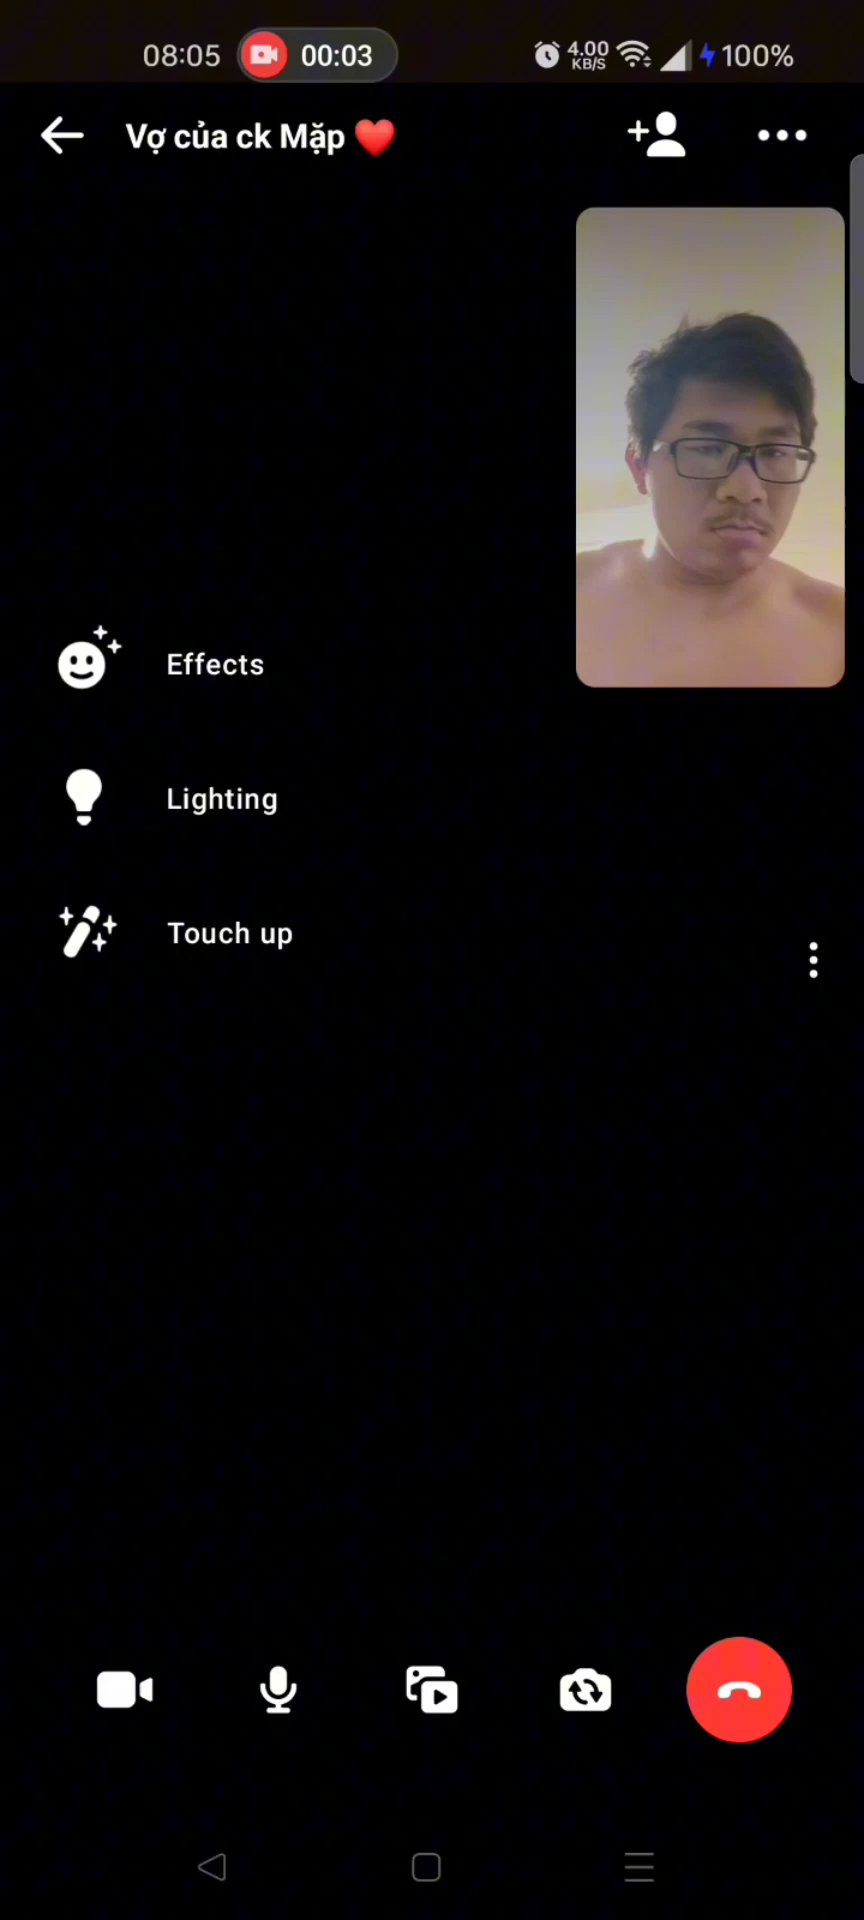 08:05 00:03 4.00 KB/S 100%
Vợ của ck Mặp ❤️
Effects
Lighting
Touch up